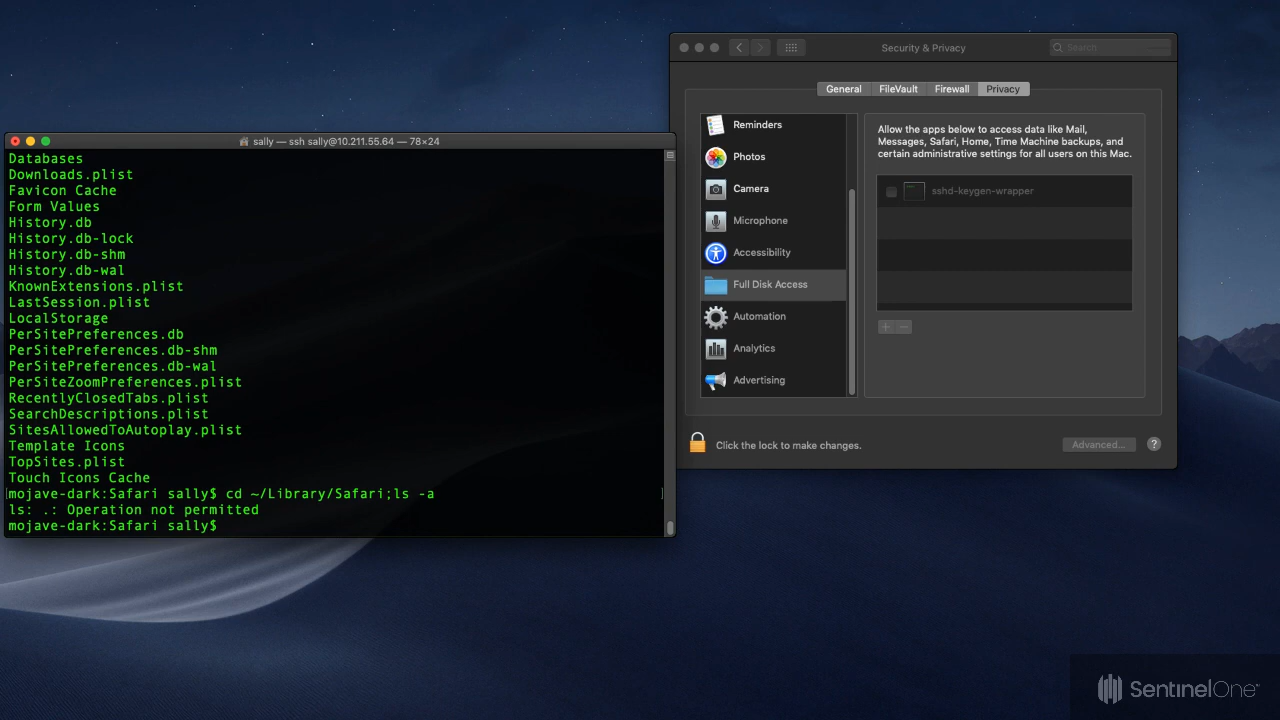 sally — ssh sally@10.211.55.64 — 78×24
Databases
Downloads.plist
Favicon Cache
Form Values
History.db
History.db-lock
History.db-shm
History.db-wal
KnownExtensions.plist
LastSession.plist
LocalStorage
PerSitePreferences.db
PerSitePreferences.db-shm
PerSitePreferences.db-wal
PerSiteZoomPreferences.plist
RecentlyClosedTabs.plist
SearchDescriptions.plist
SitesAllowedToAutoplay.plist
Template Icons
TopSites.plist
Touch Icons Cache
[mojave-dark:Safari sally$ cd ~/Library/Safari;ls -a ]
ls: .: Operation not permitted
mojave-dark:Safari sally$
Security & Privacy
Search
General FileVault Firewall Privacy
Reminders
Photos
Camera
Microphone
Accessibility
Full Disk Access
Automation
Analytics
Advertising
Allow the apps below to access data like Mail,
Messages, Safari, Home, Time Machine backups, and
certain administrative settings for all users on this Mac.
sshd-keygen-wrapper
+ −
Click the lock to make changes.
Advanced... ?
SentinelOne™